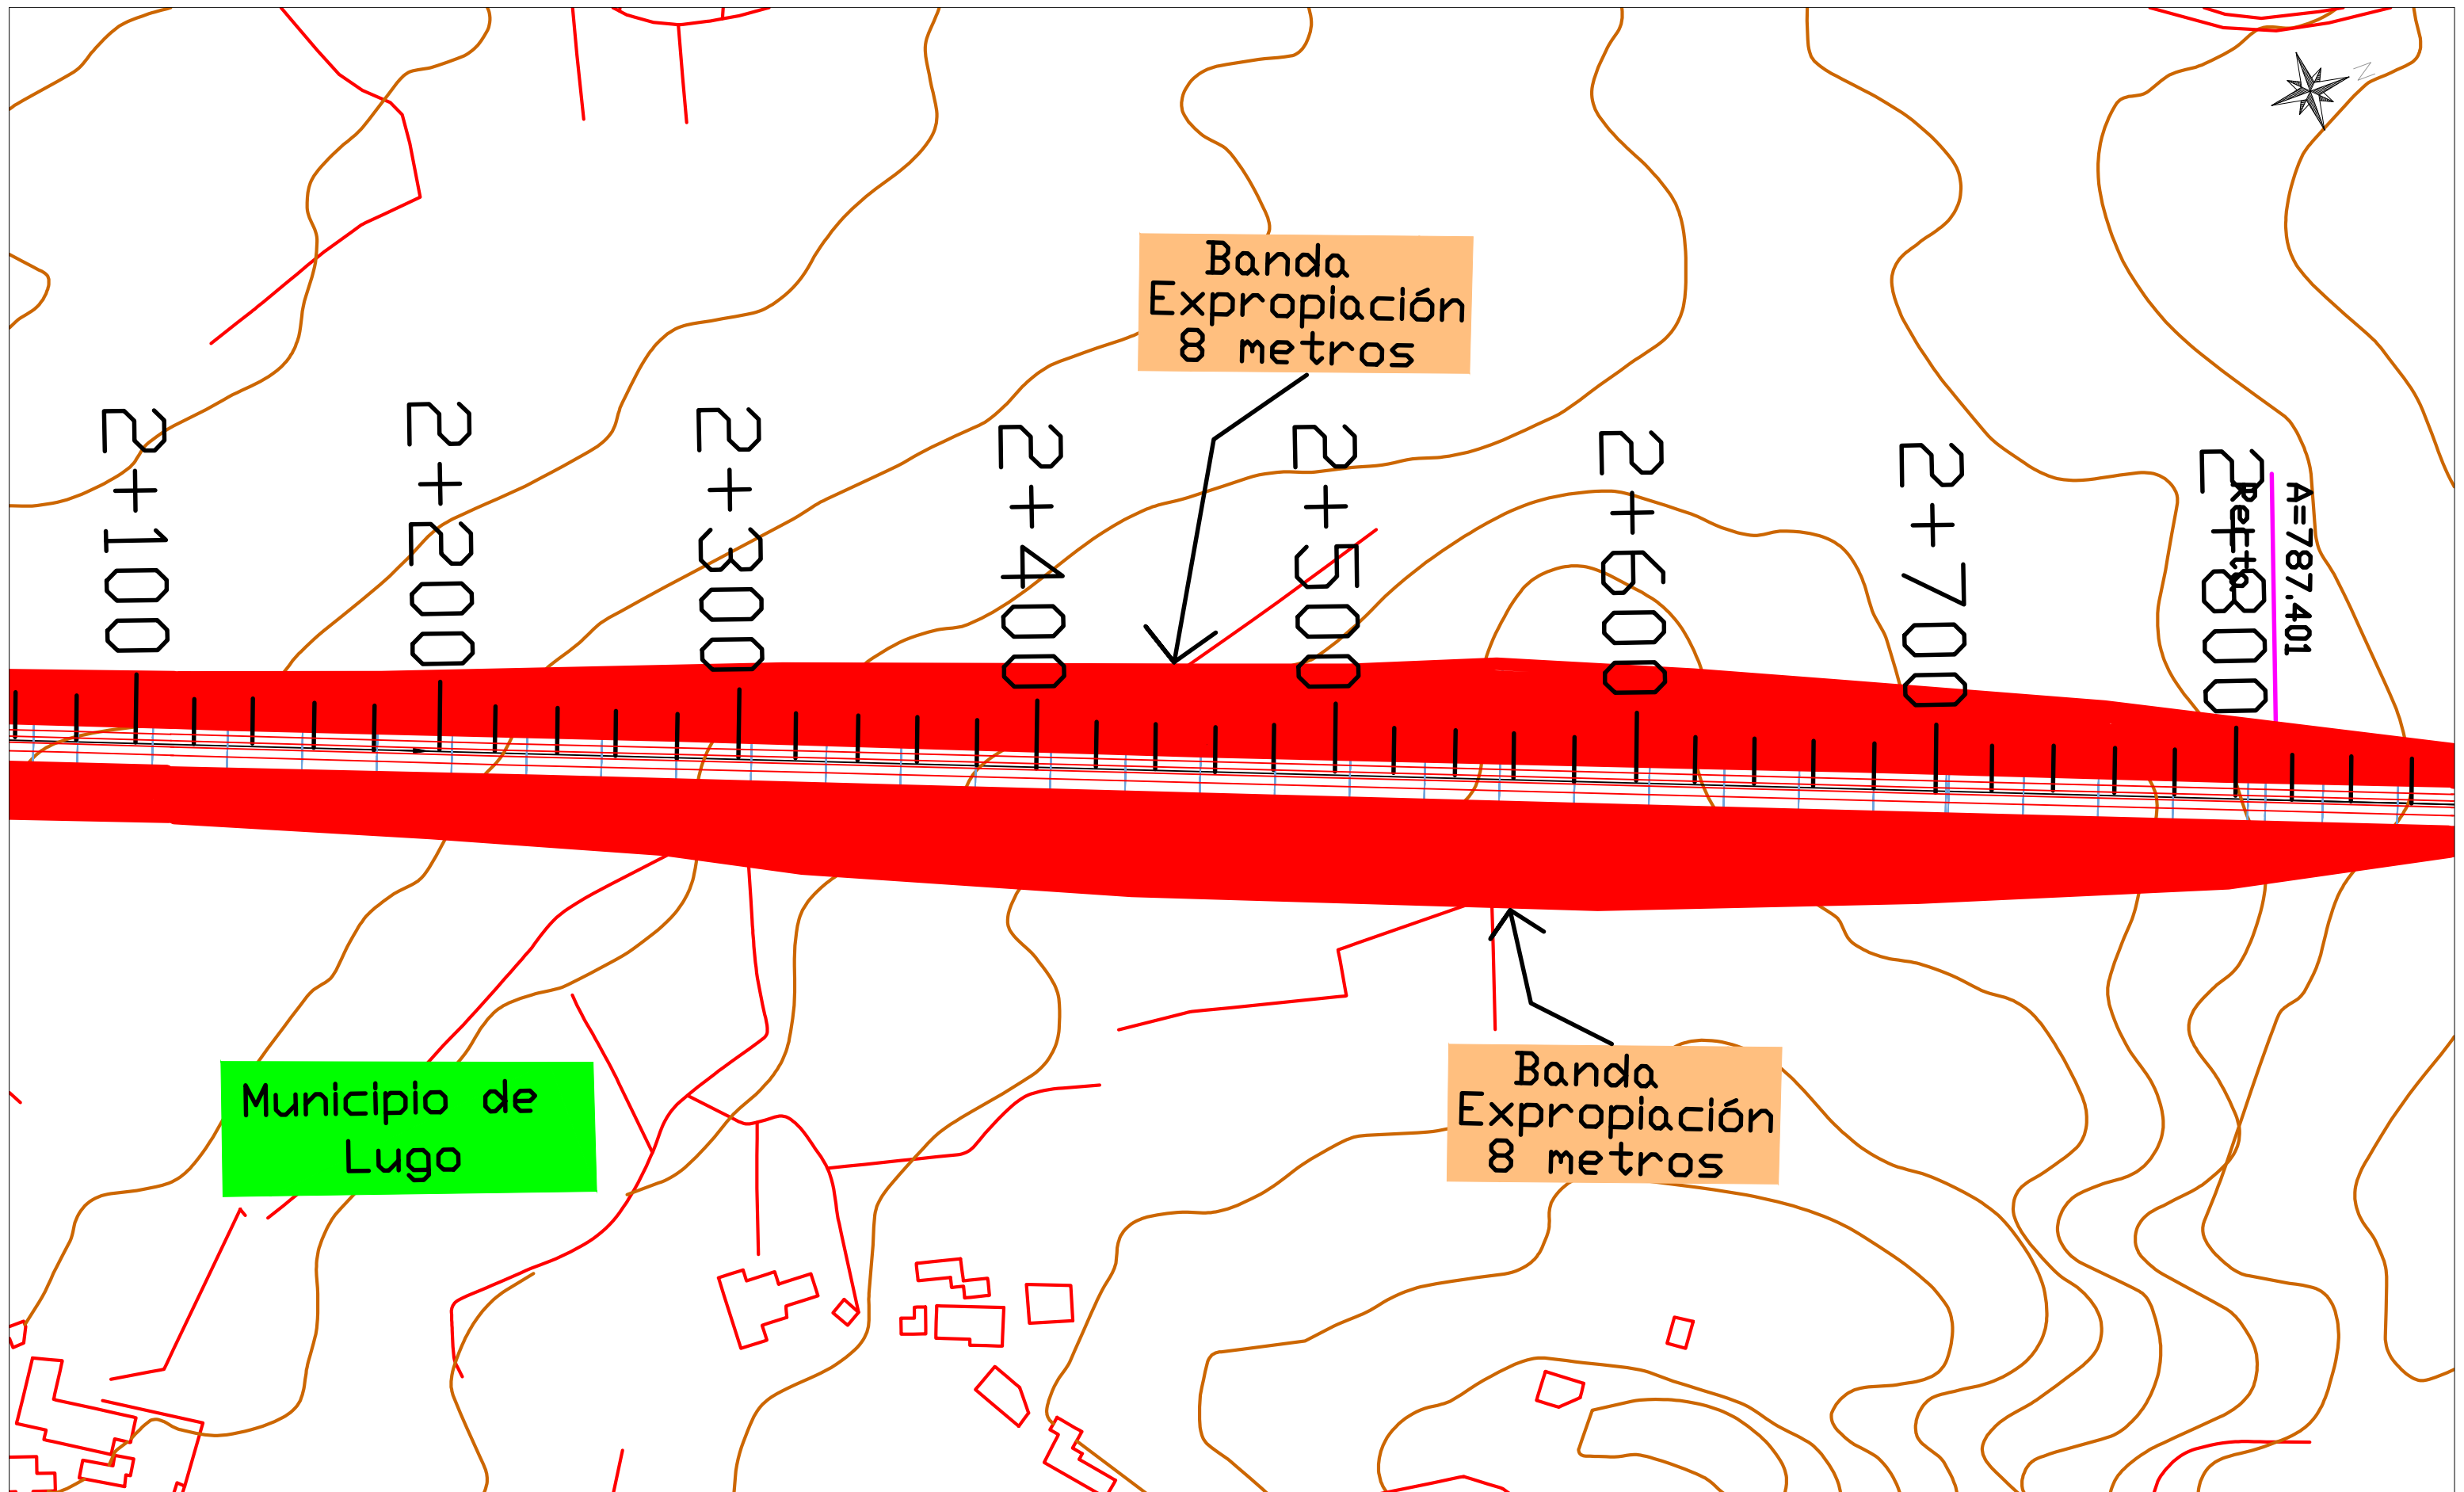 Z
Banda
Expropiación
8 metros
2+100
2+200
2+300
2+400
2+500
2+600
2+700
2+800
A=787.401
Banda
Expropiación
8 metros
Municipio de
Lugo